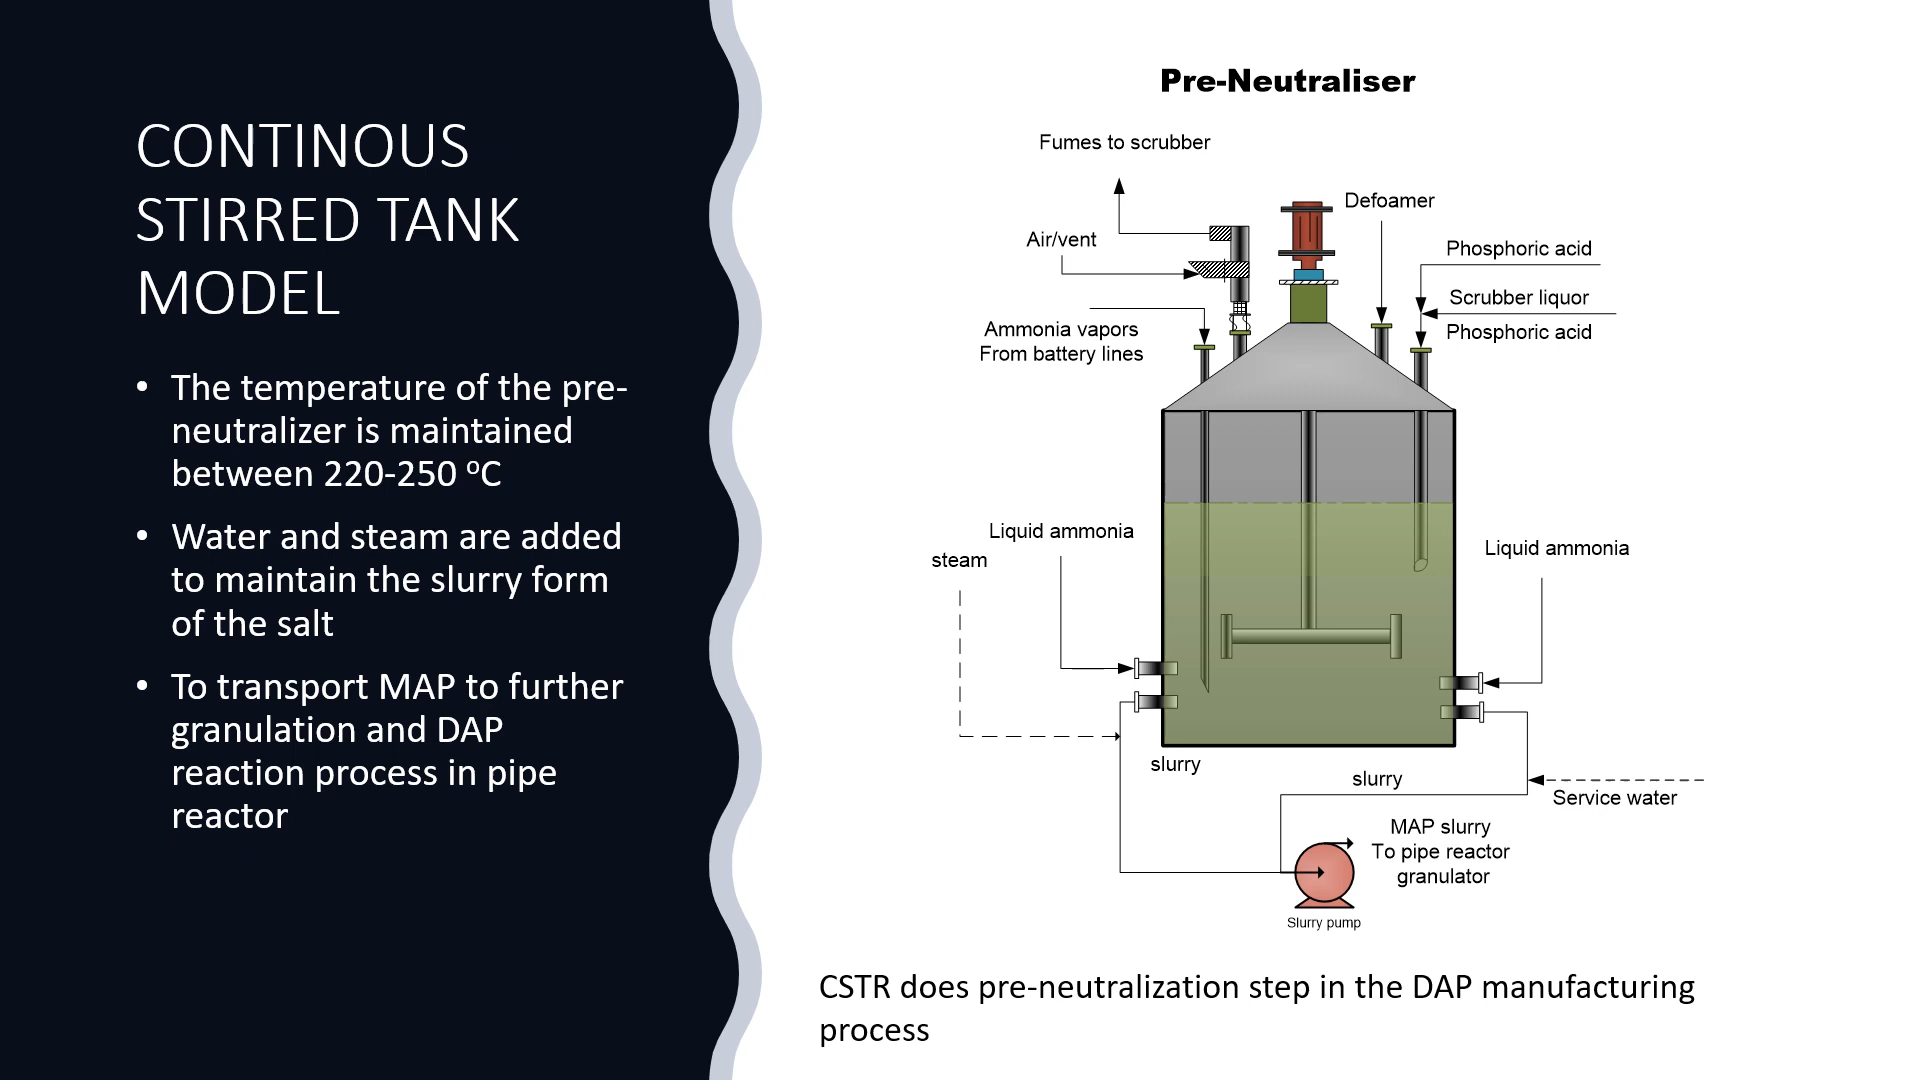 CONTINOUS
STIRRED TANK
MODEL
• The temperature of the pre-
neutralizer is maintained
between 220-250 ºC
• Water and steam are added
to maintain the slurry form
of the salt
• To transport MAP to further
granulation and DAP
reaction process in pipe
reactor
Pre-Neutraliser
Fumes to scrubber
Defoamer
Air/vent
Phosphoric acid
Scrubber liquor
Phosphoric acid
Ammonia vapors
From battery lines
Liquid ammonia
steam
Liquid ammonia
slurry
slurry
Service water
MAP slurry
To pipe reactor
granulator
Slurry pump
CSTR does pre-neutralization step in the DAP manufacturing
process